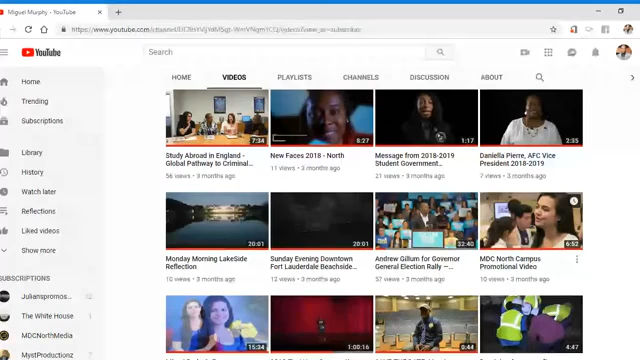 Miguel Murphy - YouTube
YouTube
Search
HOME VIDEOS PLAYLISTS CHANNELS DISCUSSION ABOUT
Home
Trending
Subscriptions
Library
History
Watch later
Reflections
Liked videos
Show more
SUBSCRIPTIONS
Julianspromos...
The White House
MDCNorthMedia
MystProductionz
7:34
Study Abroad in England -
Global Pathway to Criminal...
56 views • 3 months ago
8:27
New Faces 2018 - North
11 views • 3 months ago
1:17
Message from 2018-2019
Student Government...
21 views • 3 months ago
2:35
Daniella Pierre, AFC Vice
President 2018-2019
20:01
Monday Morning LakeSide
Reflection
10 views • 3 months ago
20:01
Sunday Evening Downtown
Fort Lauderdale Beachside...
12 views • 3 months ago
32:40
Andrew Gillum for Governor
General Election Rally –...
57 views • 3 months ago
6:52
MDC North Campus
Promotional Video
10 views • 3 months ago
15:34
1:00:16
0:44
4:47